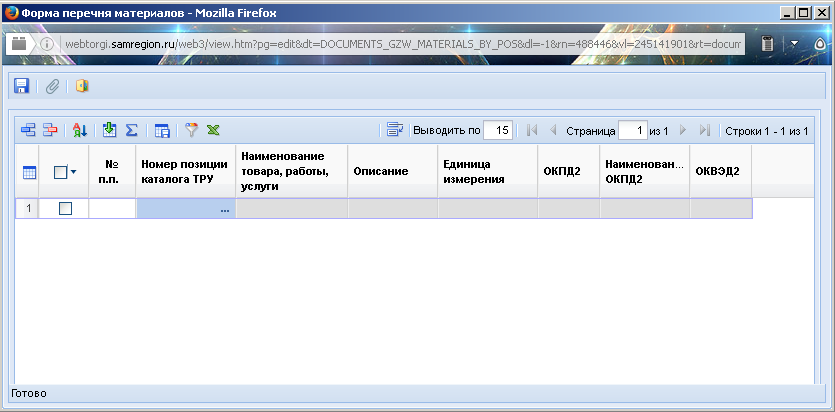 Форма перечня материалов - Mozilla Firefox
webtorgi.samregion.ru/web3/view.htm?pg=edit&dt=DOCUMENTS_GZW_MATERIALS_BY_POS&dl=-1&rn=488446&vl=245141901&rt=docum
Выводить по 15 Страница 1 из 1 Строки 1 - 1 из 1
№ п.п.
Номер позиции
каталога ТРУ
Наименование
товара, работы,
услуги
Описание
Единица
измерения
ОКПД2
Наименован...
ОКПД2
ОКВЭД2
1 ...
Готово